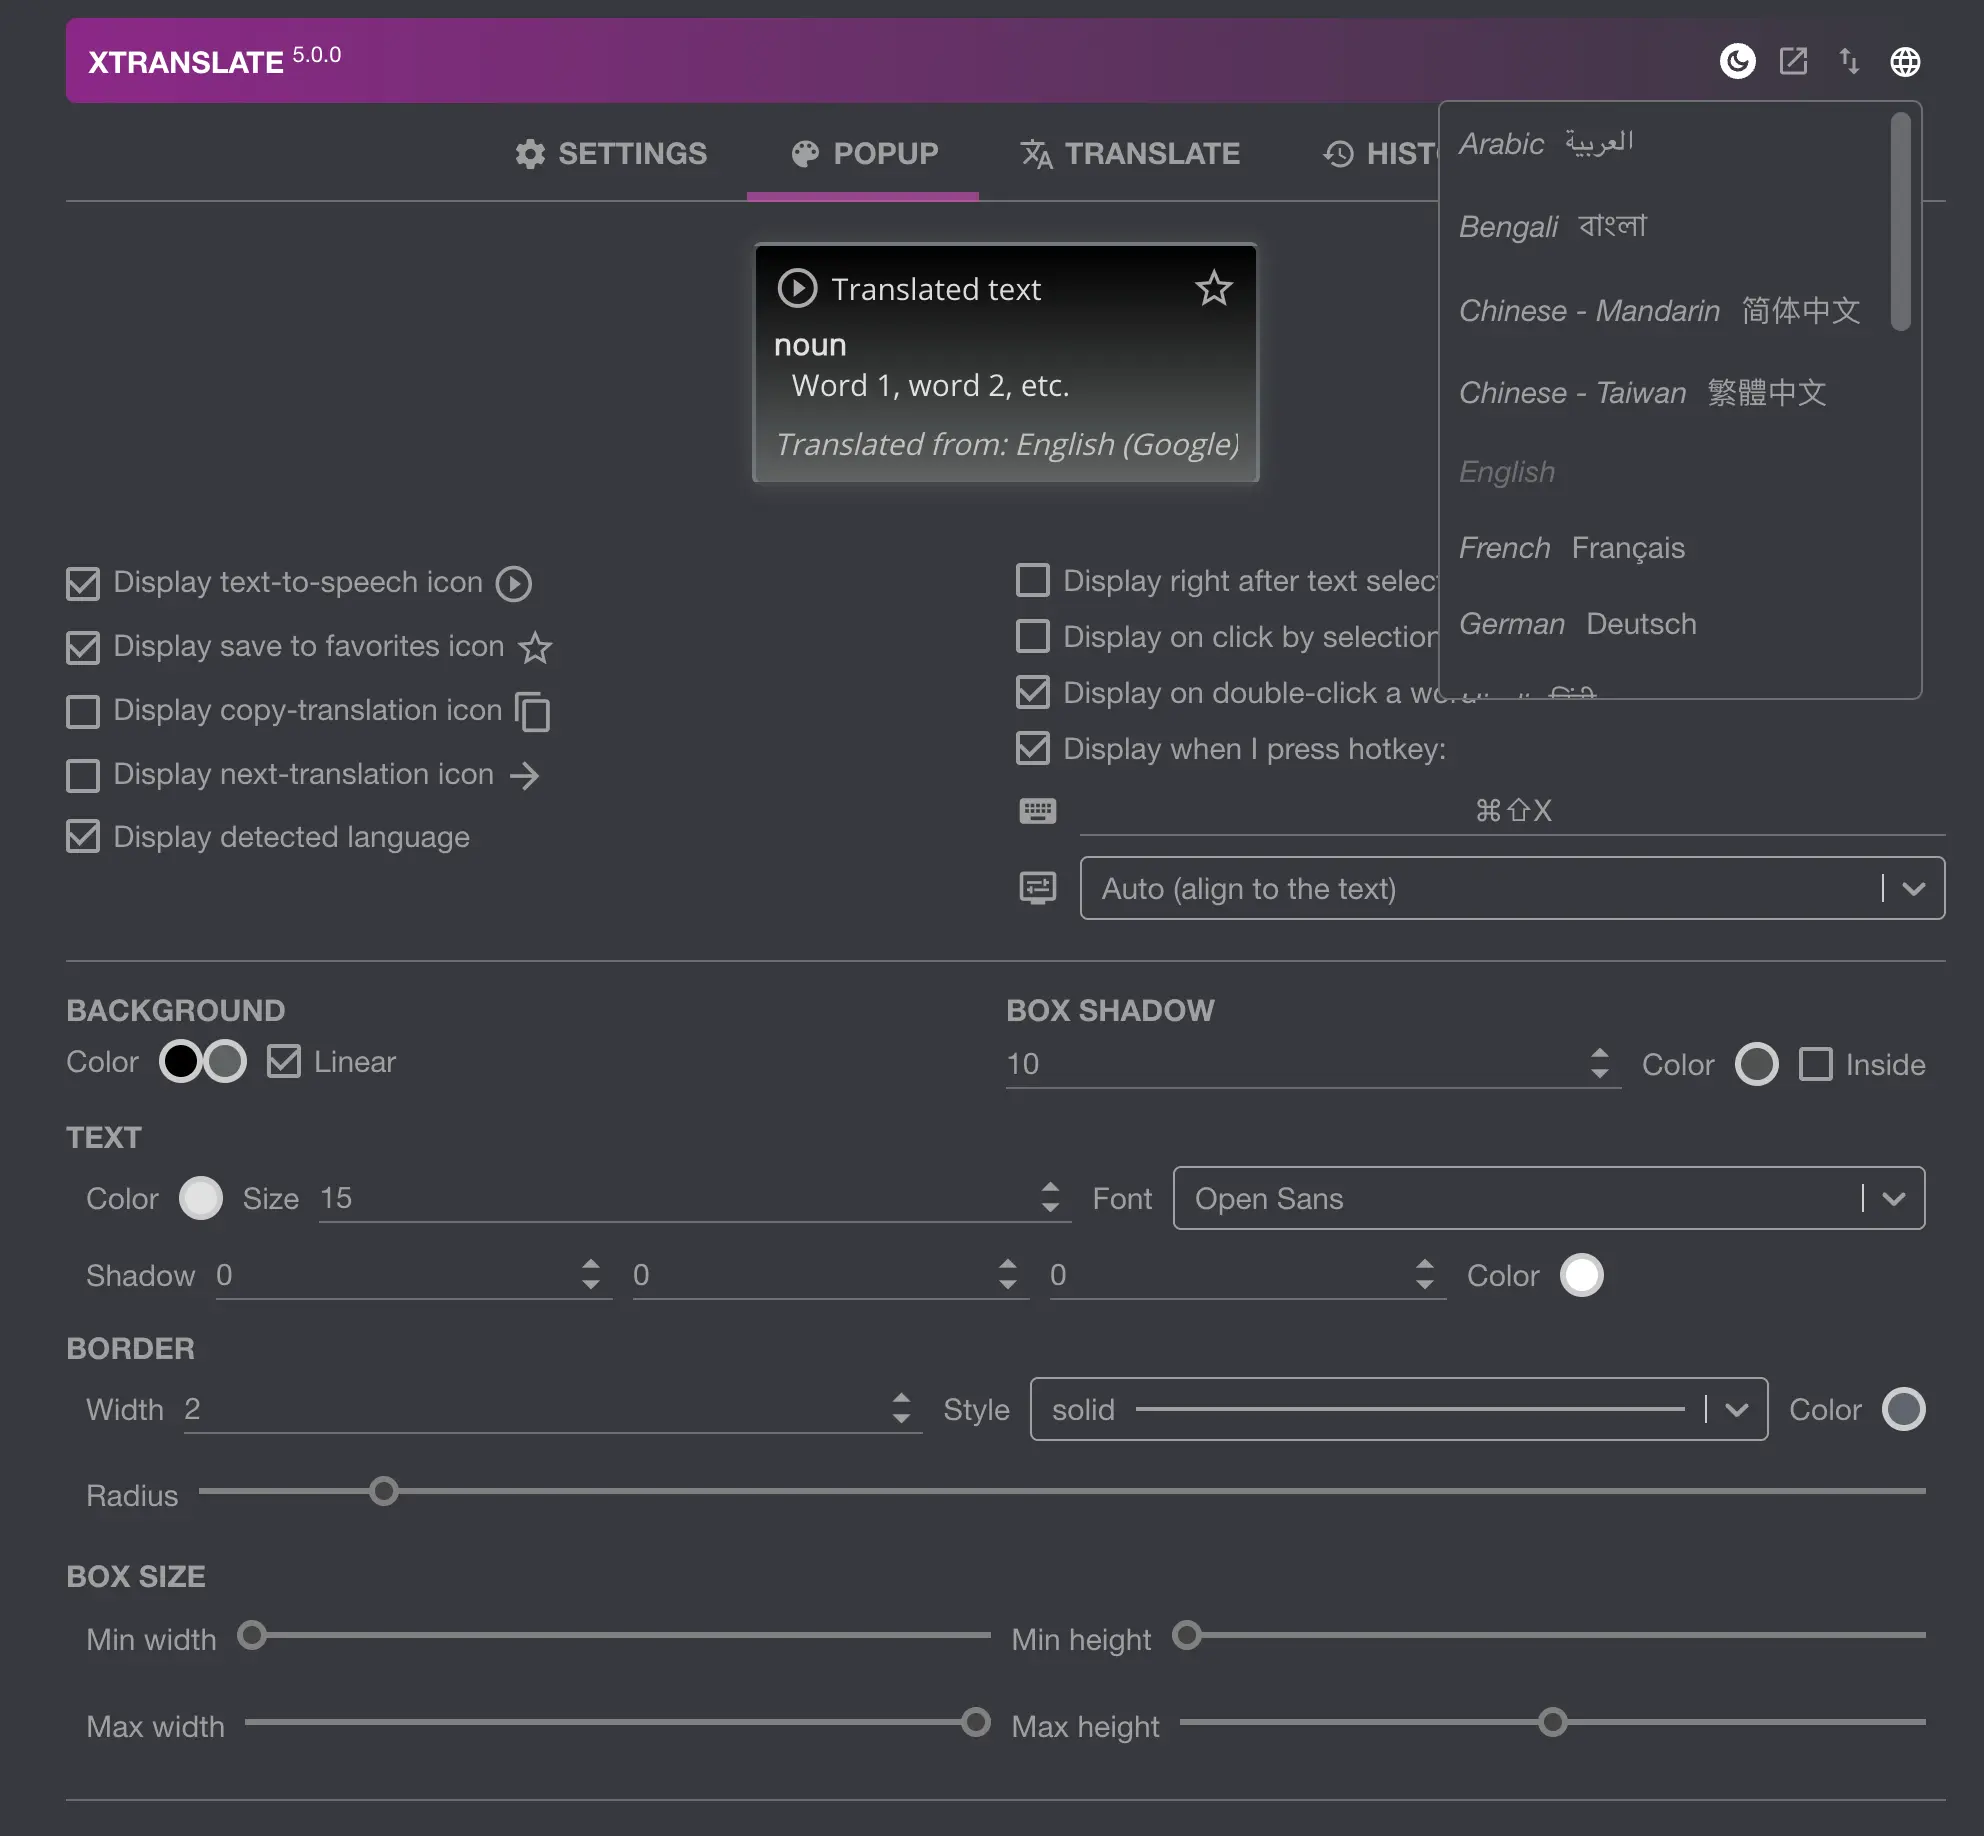 XTRANSLATE 5.0.0
SETTINGS
POPUP
TRANSLATE
Arabic العربية
Bengali বাংলা
Chinese - Mandarin 简体中文
Chinese - Taiwan 繁體中文
English
French Français
German Deutsch
Translated text
noun
Word 1, word 2, etc.
Translated from: English (Google)
Display text-to-speech icon
Display save to favorites icon
Display copy-translation icon
Display next-translation icon
Display detected language
Display right after text
Display on click by selection
Display on double-click a
Display when I press hotkey:
⌘⇧X
Auto (align to the text)
BACKGROUND
Color Linear
BOX SHADOW
10 Color Inside
TEXT
Color Size 15 Font Open Sans
Shadow 0 0 0 Color
BORDER
Width 2 Style solid Color
Radius
BOX SIZE
Min width Min height
Max width Max height